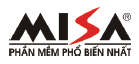 MISA
PHẦN MỀM PHỔ BIẾN NHẤT